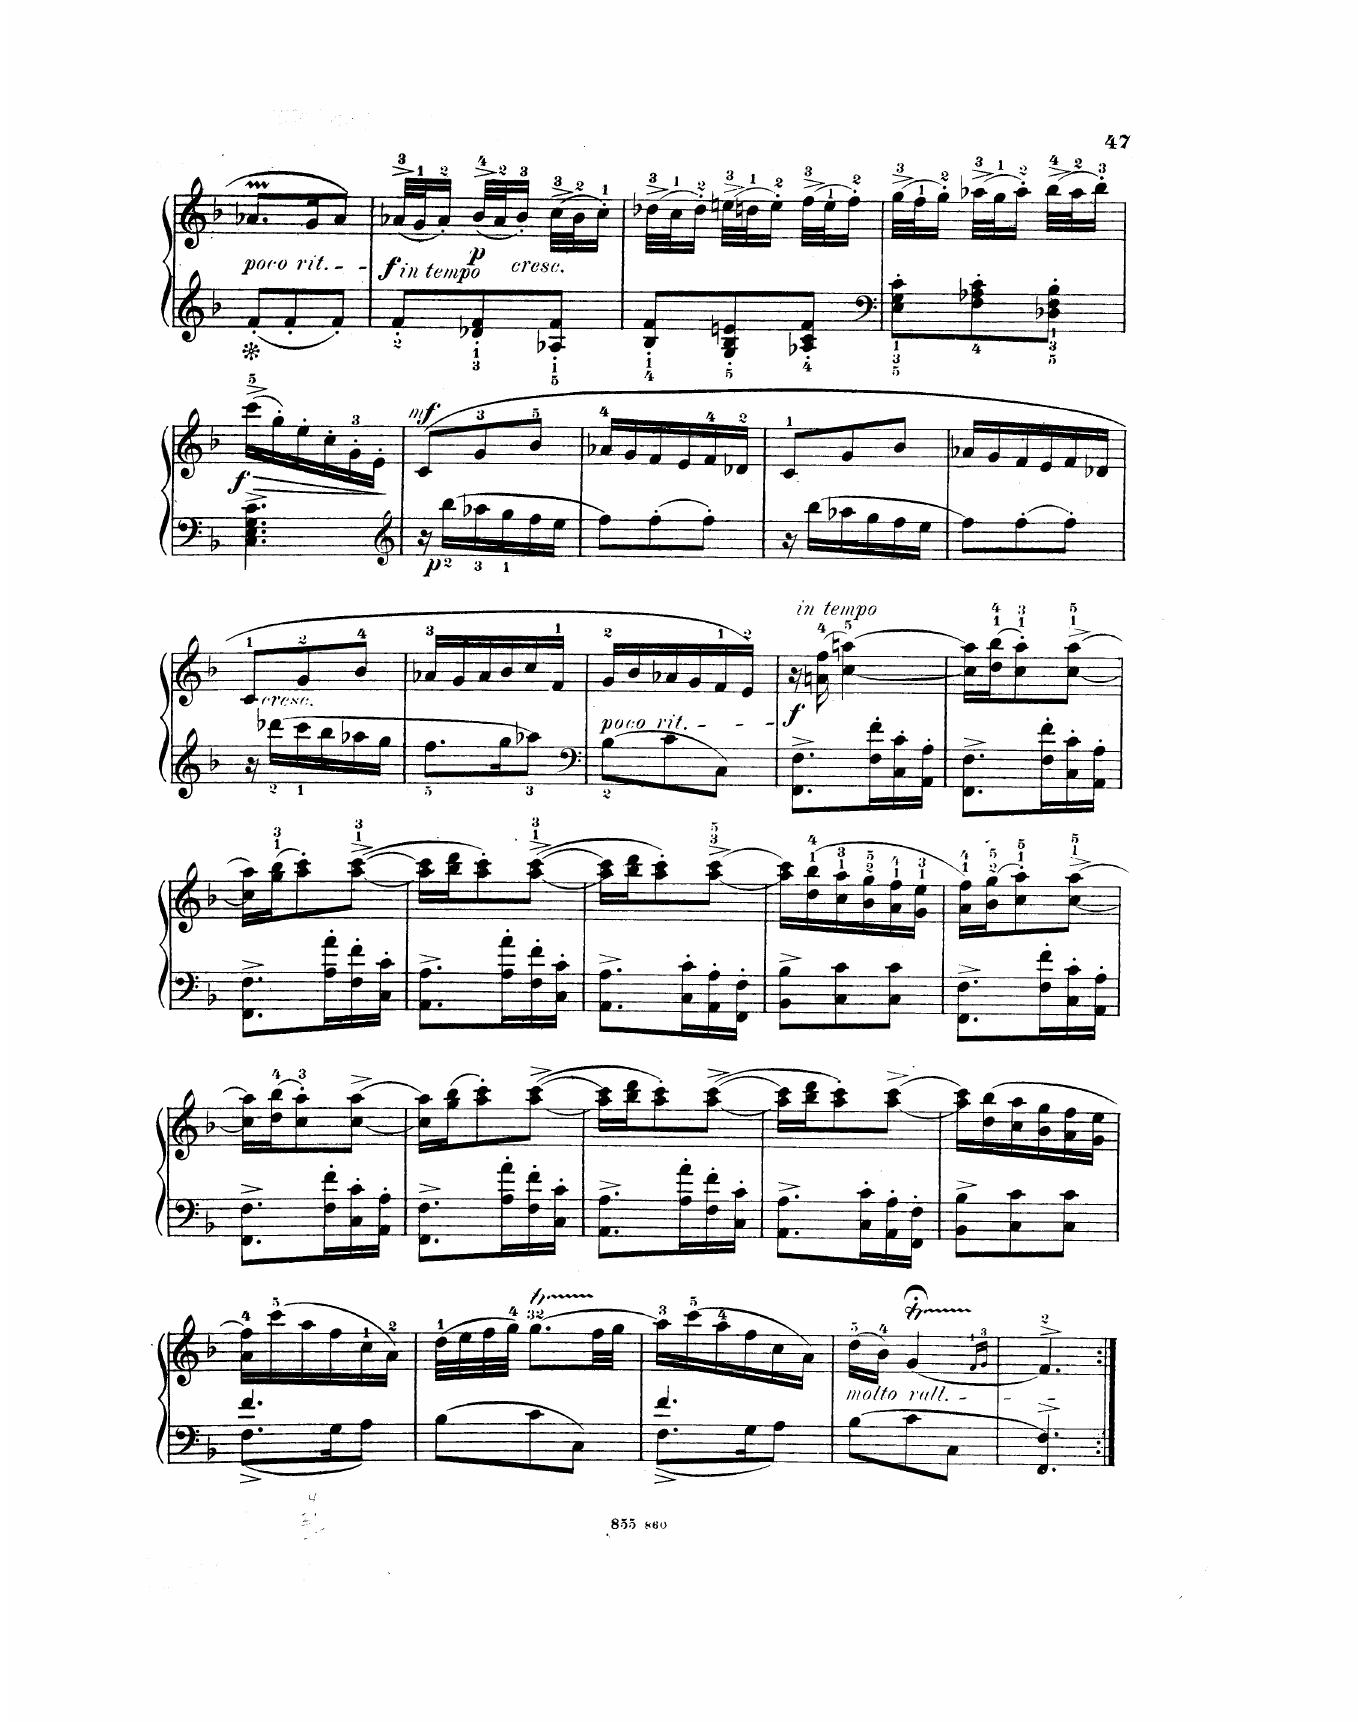 47
poco rit. - -
f in tempo p cresc.
f mf
p
in tempo
cresc. poco rit. - - - f
molto rall. - - -
855 860